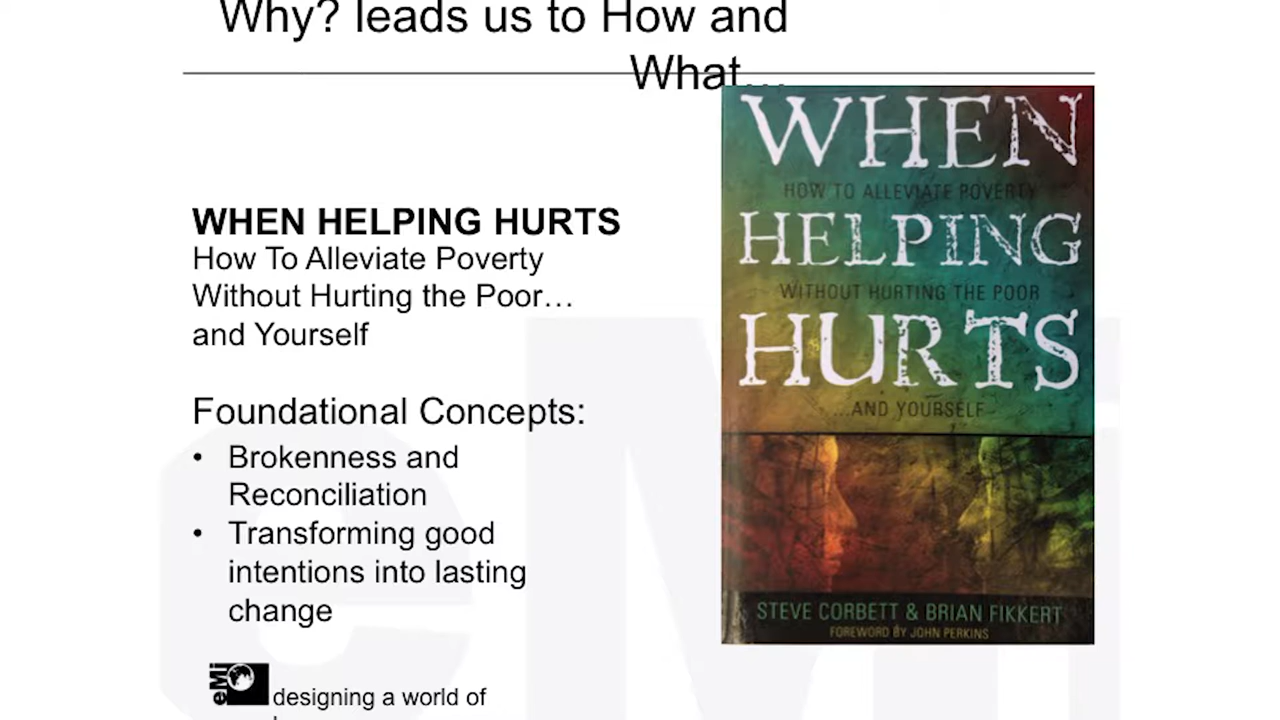 Why? leads us to How and
What...
WHEN HELPING HURTS
How To Alleviate Poverty
Without Hurting the Poor…
and Yourself
Foundational Concepts:
• Brokenness and
Reconciliation
• Transforming good
intentions into lasting
change
eMi
designing a world of
WHEN
HOW TO ALLEVIATE POVERTY
HELPING
WITHOUT HURTING THE POOR
HURTS
...AND YOURSELF
STEVE CORBETT & BRIAN FIKKERT
FOREWORD BY JOHN PERKINS
eMi